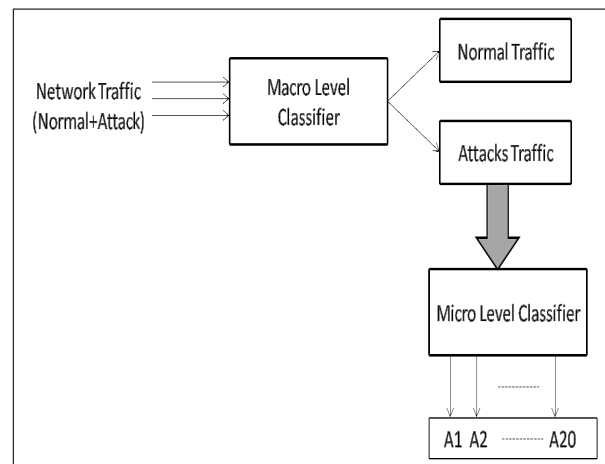 Network Traffic
(Normal+Attack)
Macro Level
Classifier
Normal Traffic
Attacks Traffic
Micro Level Classifier
A1 A2 ---------- A20